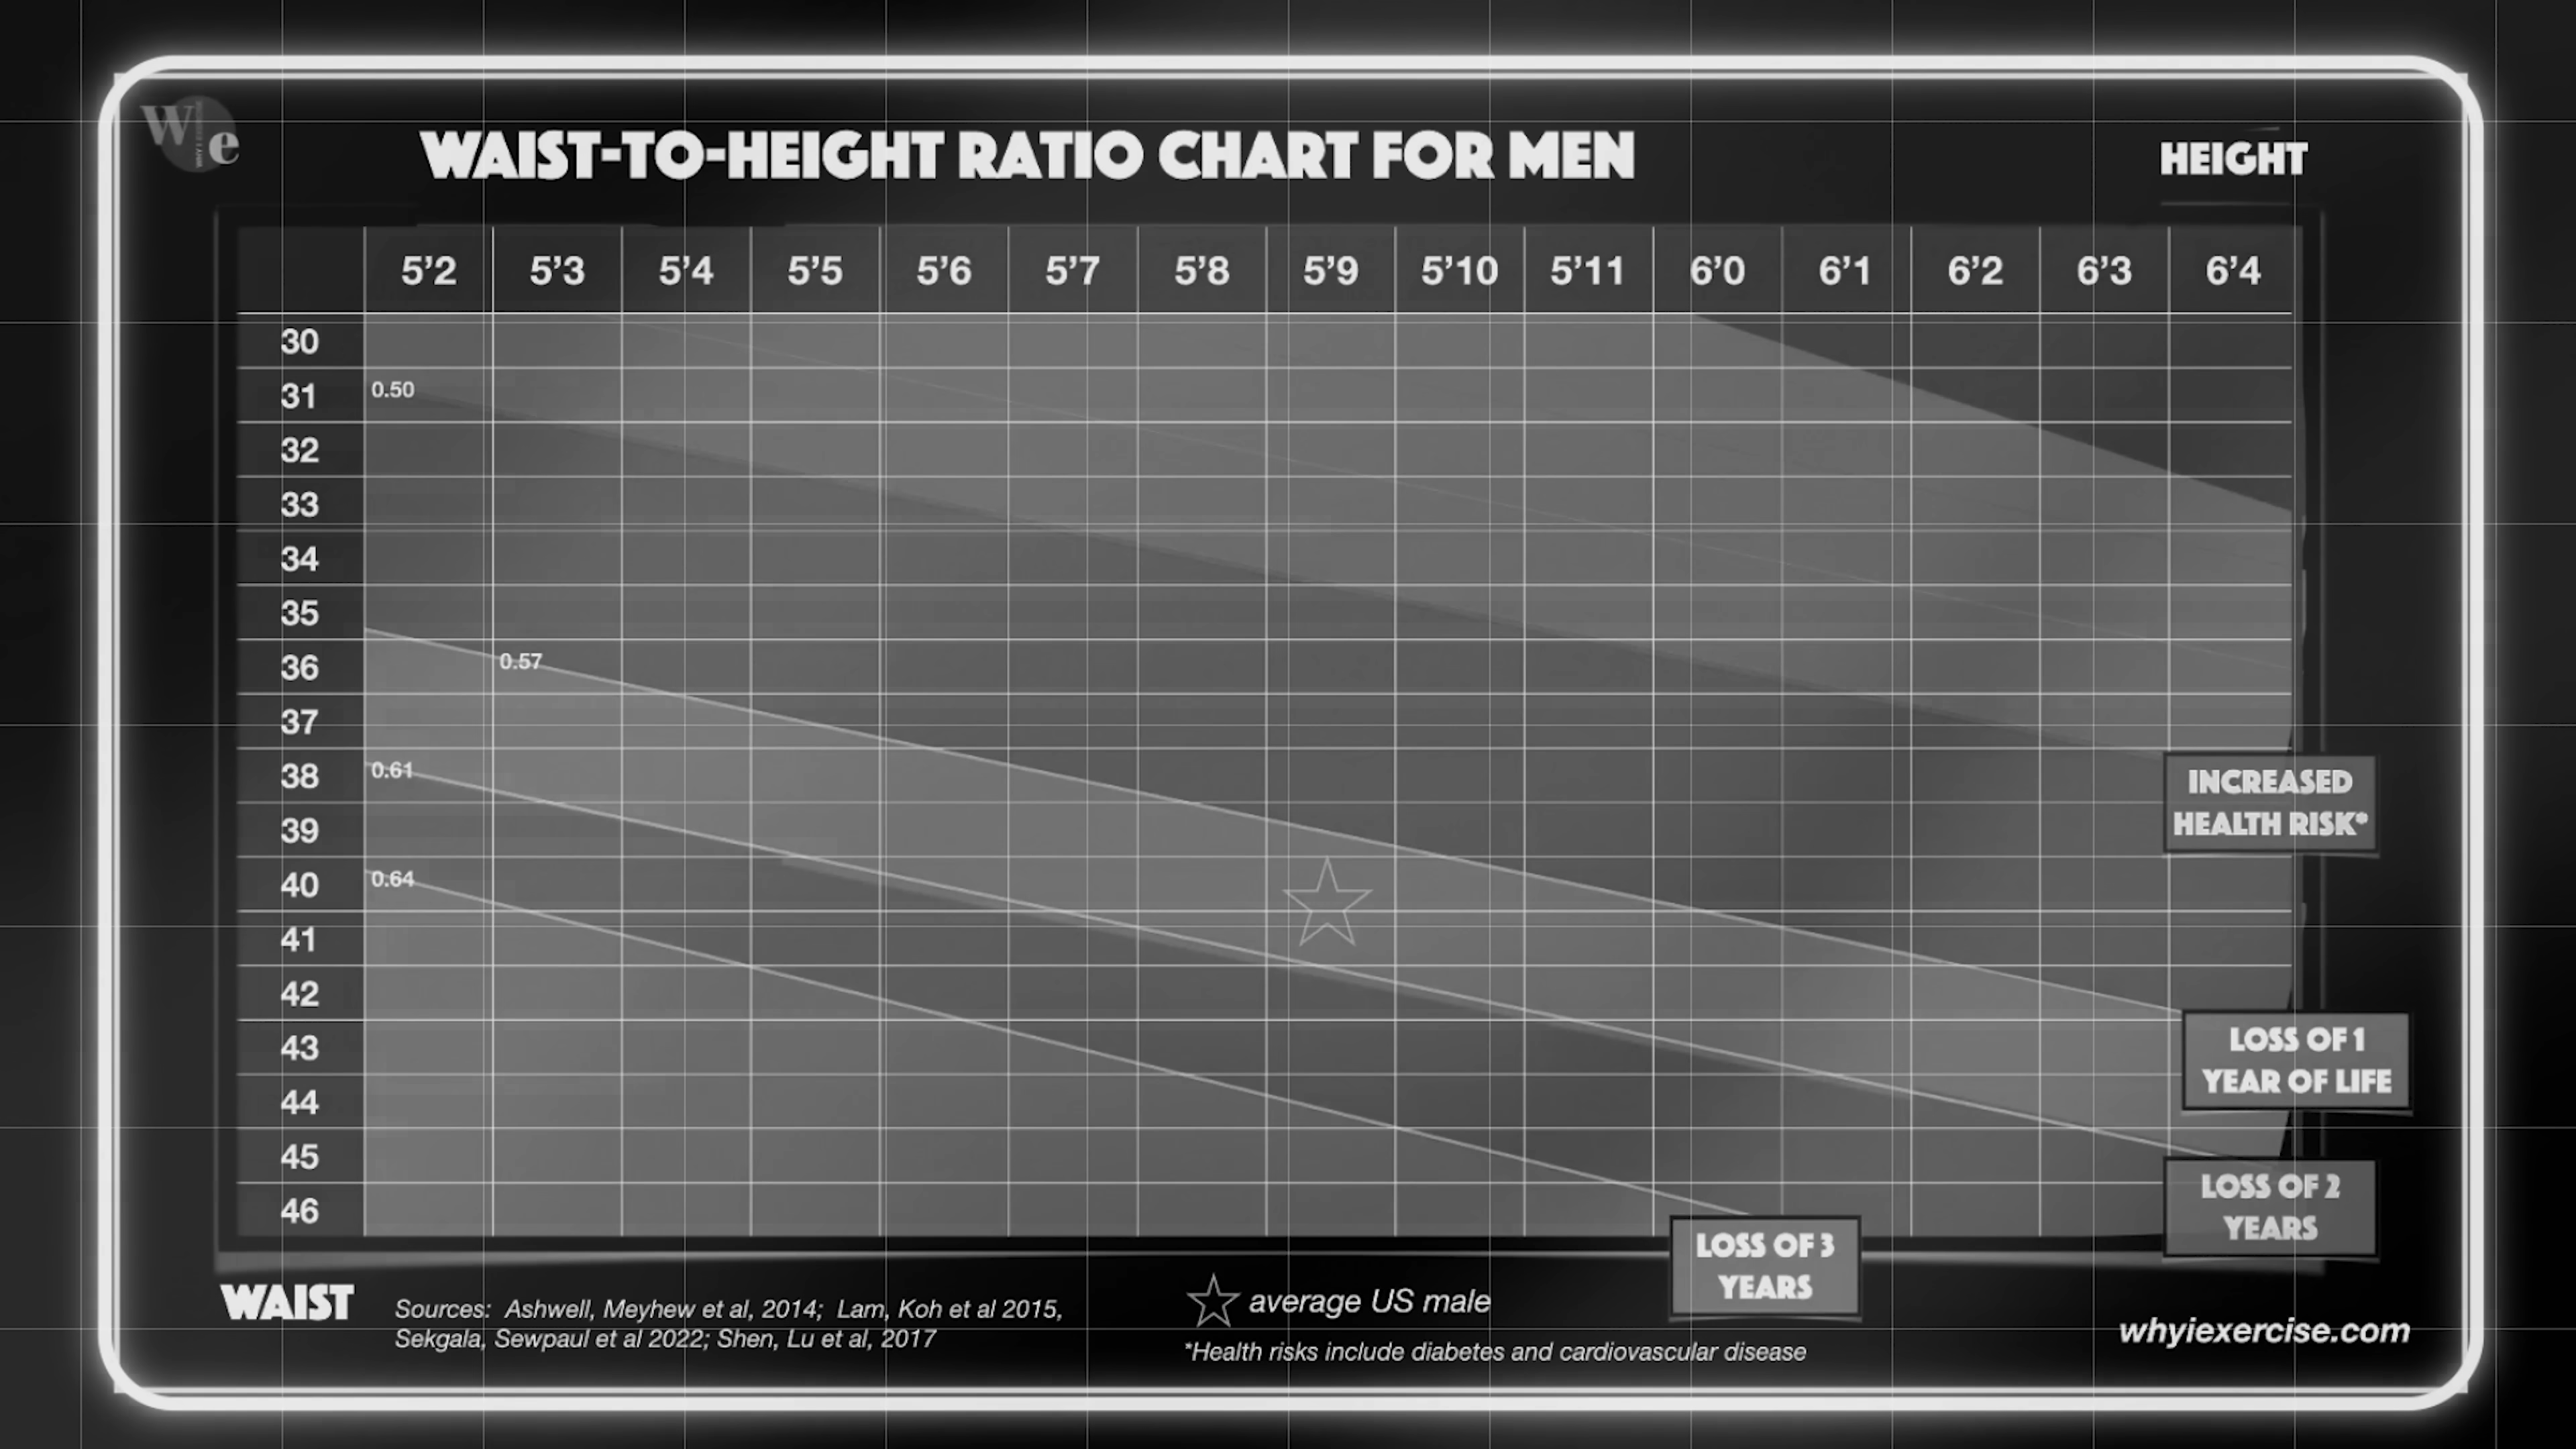 We
WAIST-TO-HEIGHT RATIO CHART FOR MEN
HEIGHT
5’2 5’3 5’4 5’5 5’6 5’7 5’8 5’9 5’10 5’11 6’0 6’1 6’2 6’3 6’4
30
31 0.50
32
33
34
35
36 0.57
37
38 0.61
INCREASED
HEALTH RISK*
39
40 0.64
41
42
43
LOSS OF 1
YEAR OF LIFE
44
45
46
LOSS OF 2
YEARS
LOSS OF 3
YEARS
WAIST
Sources: Ashwell, Meyhew et al, 2014; Lam, Koh et al 2015,
Sekgala, Sewpaul et al 2022; Shen, Lu et al, 2017
average US male
*Health risks include diabetes and cardiovascular disease
whyiexercise.com